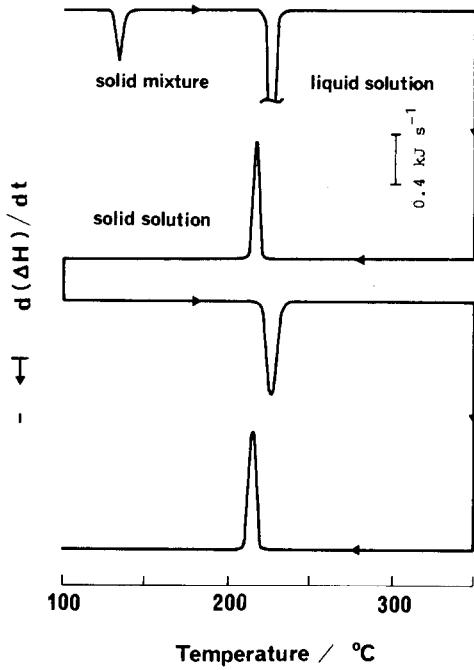 solid mixture
liquid solution
0.4 kJ s⁻¹
solid solution
− ← d(ΔH)/dt
100
200
300
Temperature / °C